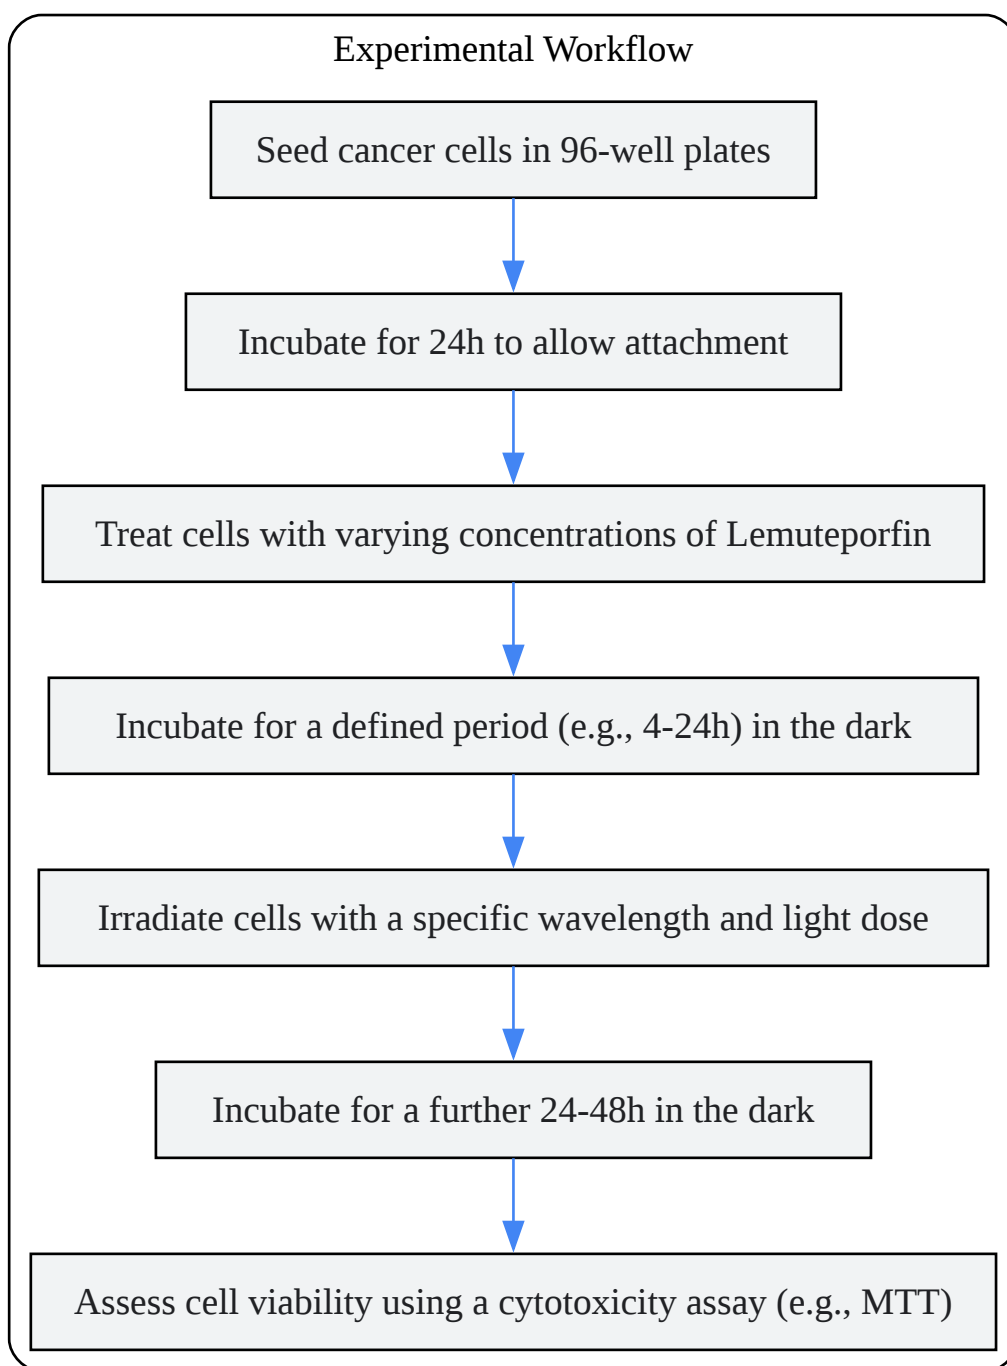 Experimental Workflow
Seed cancer cells in 96-well plates
Incubate for 24h to allow attachment
Treat cells with varying concentrations of Lemuteporfin
Incubate for a defined period (e.g., 4-24h) in the dark
Irradiate cells with a specific wavelength and light dose
Incubate for a further 24-48h in the dark
Assess cell viability using a cytotoxicity assay (e.g., MTT)